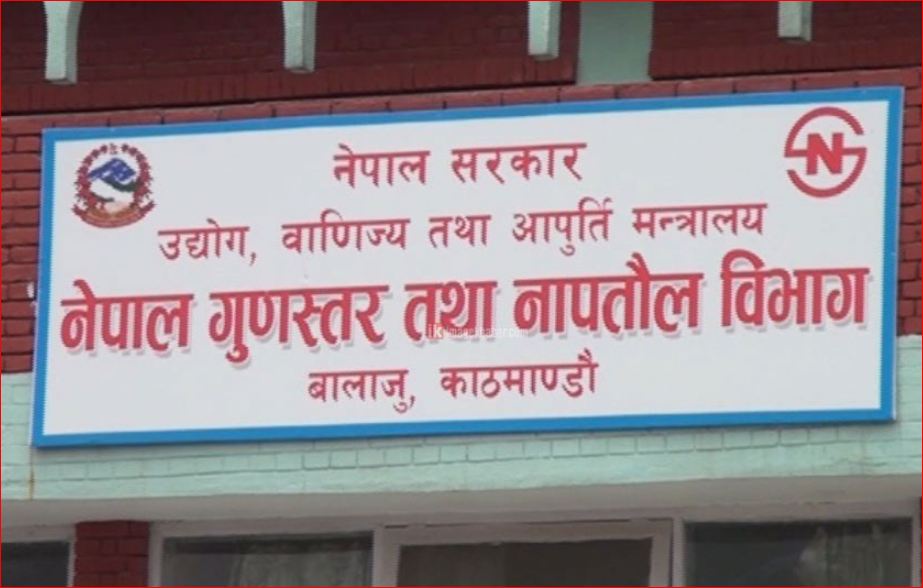 नेपाल सरकार
उद्योग, वाणिज्य तथा आपुर्ति मन्त्रालय
नेपाल गुणस्तर तथा नापतौल विभाग
बालाजु, काठमाण्डौ